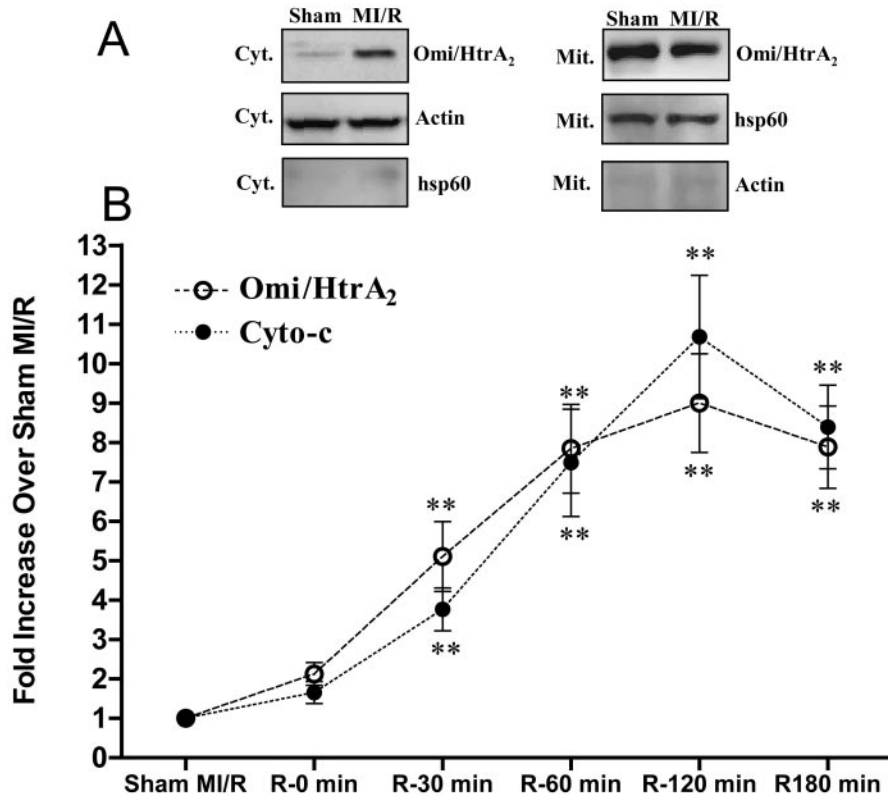 A
Sham MI/R
Cyt. Omi/HtrA₂
Cyt. Actin
Cyt. hsp60
Sham MI/R
Mit. Omi/HtrA₂
Mit. hsp60
Mit. Actin
B
Fold Increase Over Sham MI/R
13
12
11
10
9
8
7
6
5
4
3
2
1
0
Omi/HtrA₂
Cyto-c
**
**
**
**
**
**
**
**
Sham MI/R R-0 min R-30 min R-60 min R-120 min R180 min